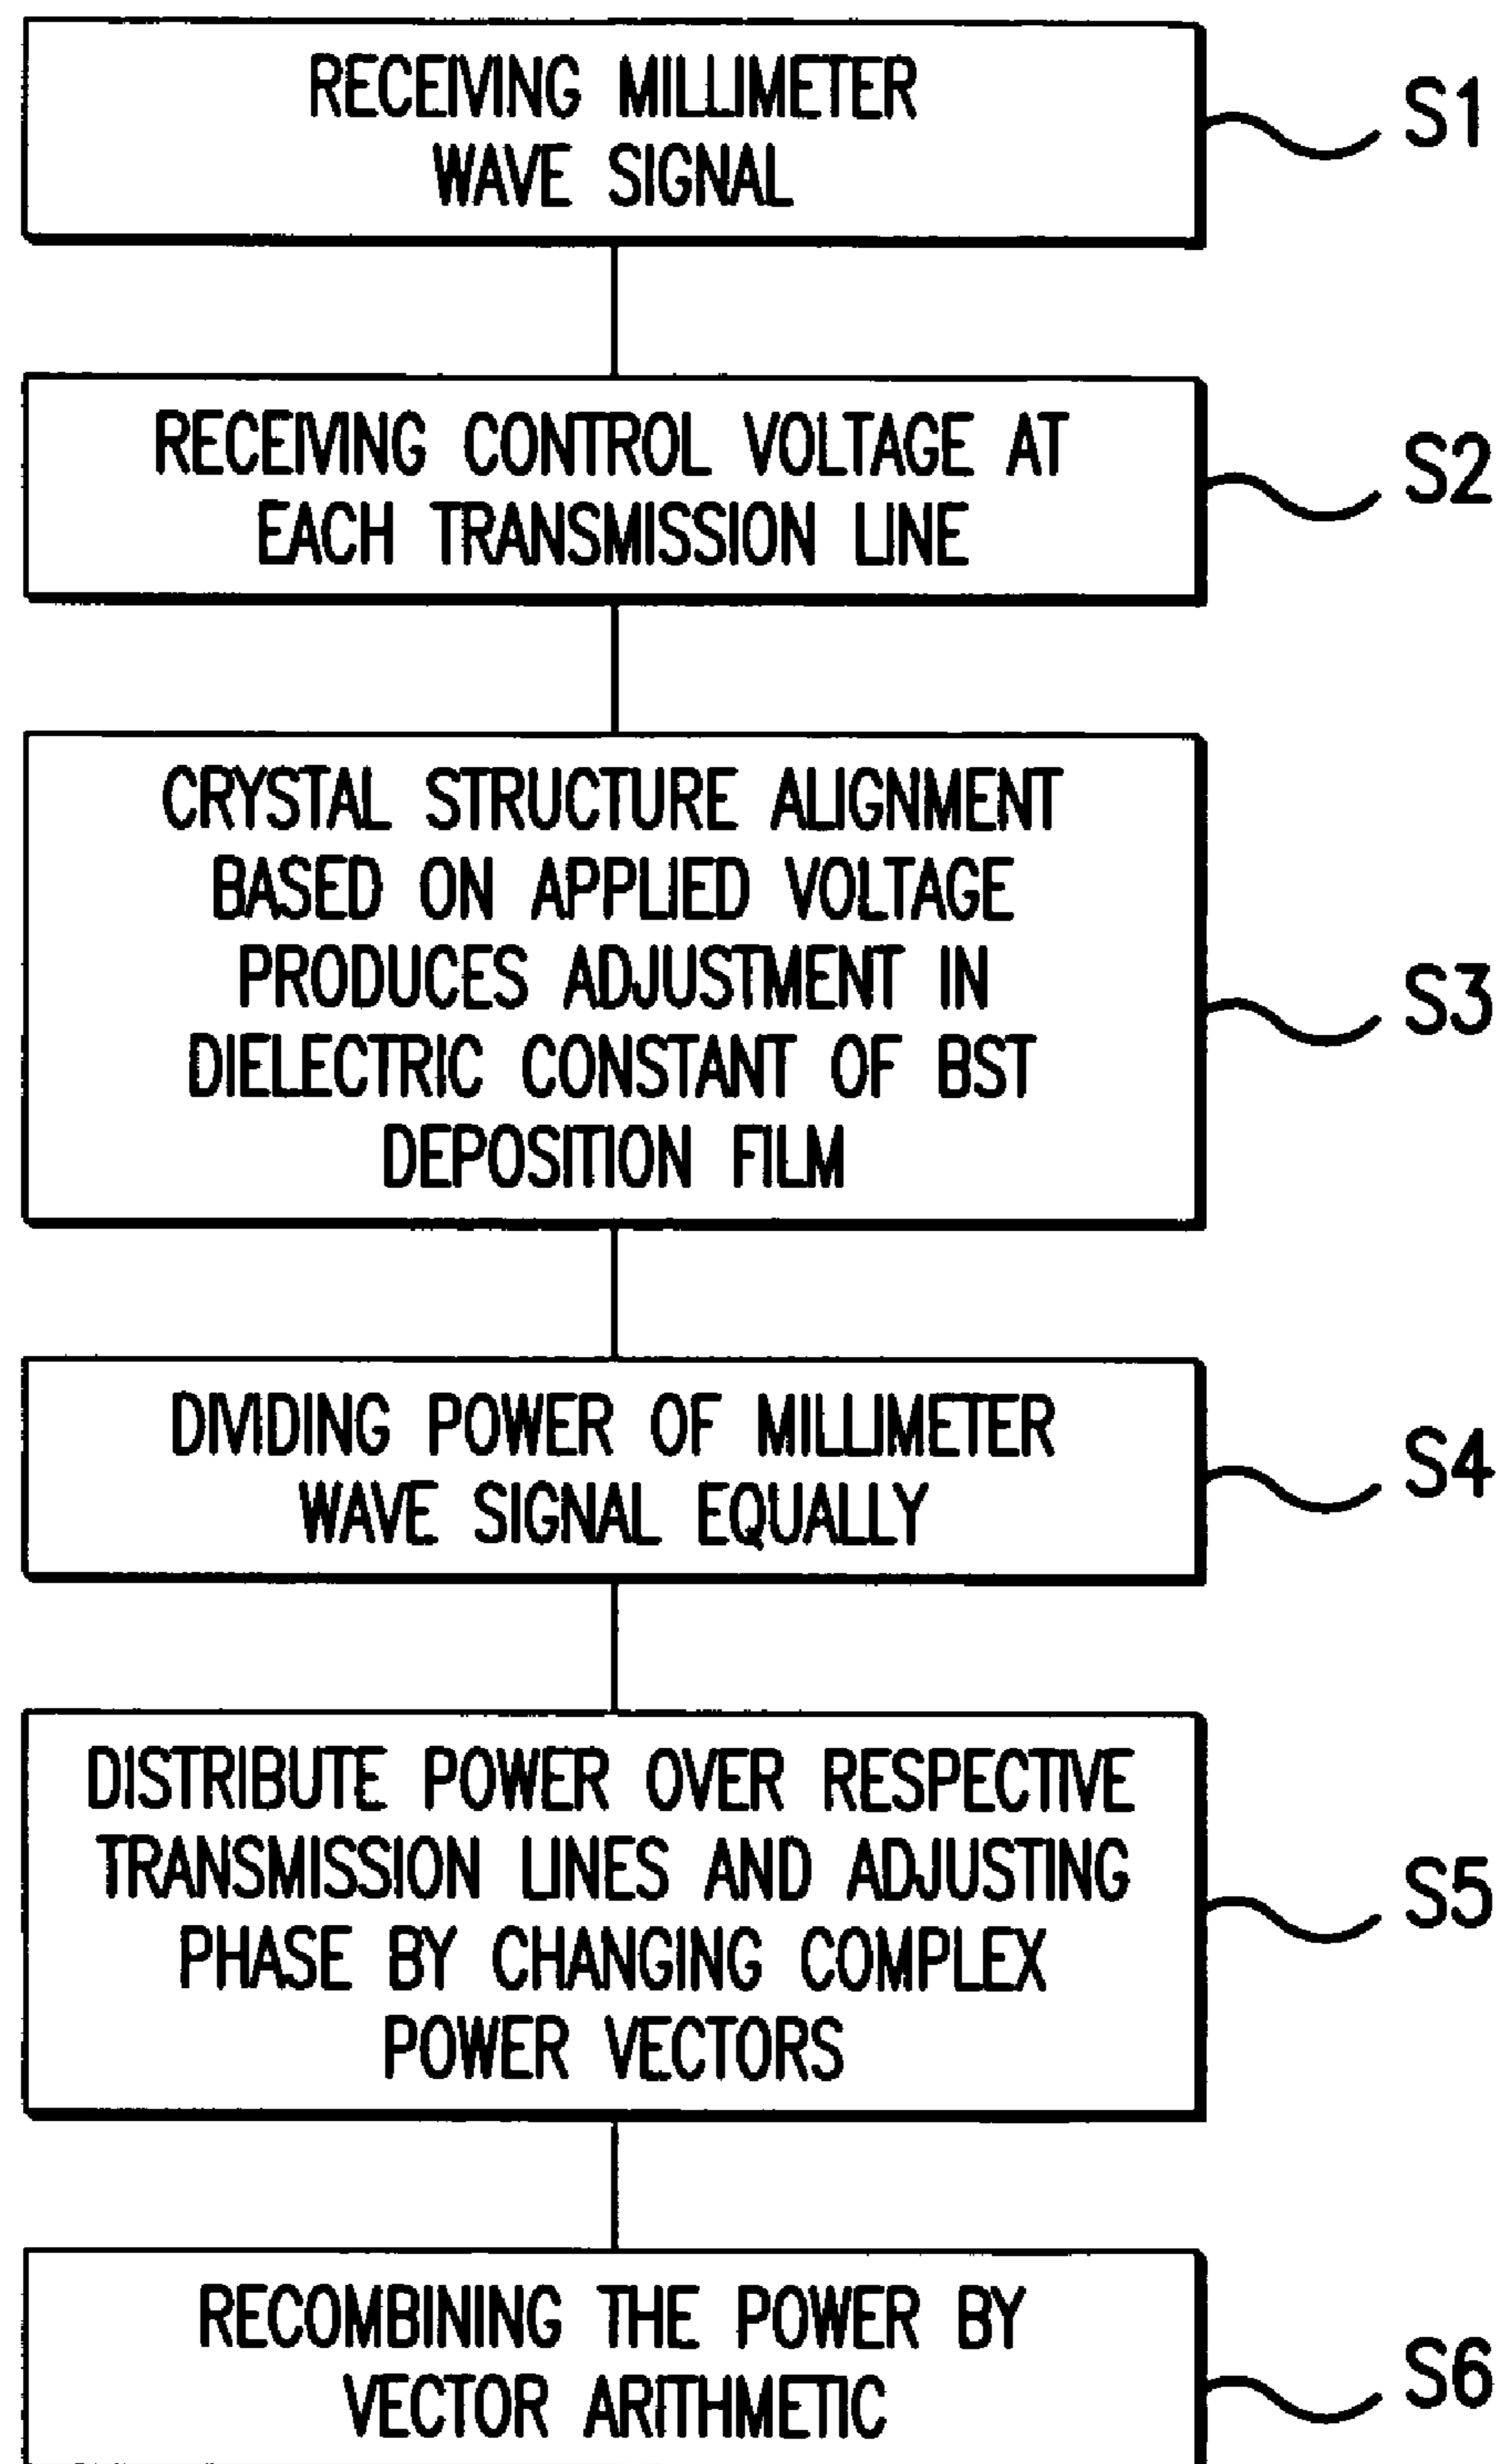 RECEIVING MILLIMETER
WAVE SIGNAL
S1
RECEIVING CONTROL VOLTAGE AT
EACH TRANSMISSION LINE
S2
CRYSTAL STRUCTURE ALIGNMENT
BASED ON APPLIED VOLTAGE
PRODUCES ADJUSTMENT IN
DIELECTRIC CONSTANT OF BST
DEPOSITION FILM
S3
DIVIDING POWER OF MILLIMETER
WAVE SIGNAL EQUALLY
S4
DISTRIBUTE POWER OVER RESPECTIVE
TRANSMISSION LINES AND ADJUSTING
PHASE BY CHANGING COMPLEX
POWER VECTORS
S5
RECOMBINING THE POWER BY
VECTOR ARITHMETIC
S6